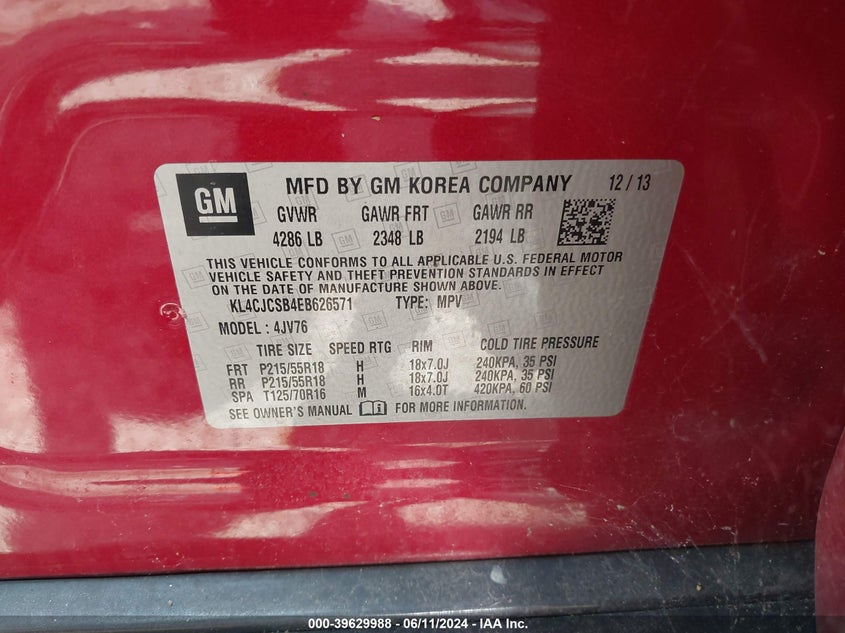 GM MFD BY GM KOREA COMPANY 12 / 13
GVWR GAWR FRT GAWR RR
4286 LB 2348 LB 2194 LB
THIS VEHICLE CONFORMS TO ALL APPLICABLE U.S. FEDERAL MOTOR
VEHICLE SAFETY AND THEFT PREVENTION STANDARDS IN EFFECT
ON THE DATE OF MANUFACTURE SHOWN ABOVE.
KL4CJCSB4EB626571 TYPE: MPV
MODEL : 4JV76
TIRE SIZE SPEED RTG RIM COLD TIRE PRESSURE
FRT P215/55R18 H 18x7.0J 240KPA, 35 PSI
RR P215/55R18 H 18x7.0J 240KPA, 35 PSI
SPA T125/70R16 M 16x4.0T 420KPA, 60 PSI
SEE OWNER'S MANUAL FOR MORE INFORMATION.
000-39629988 - 06/11/2024 - IAA Inc.